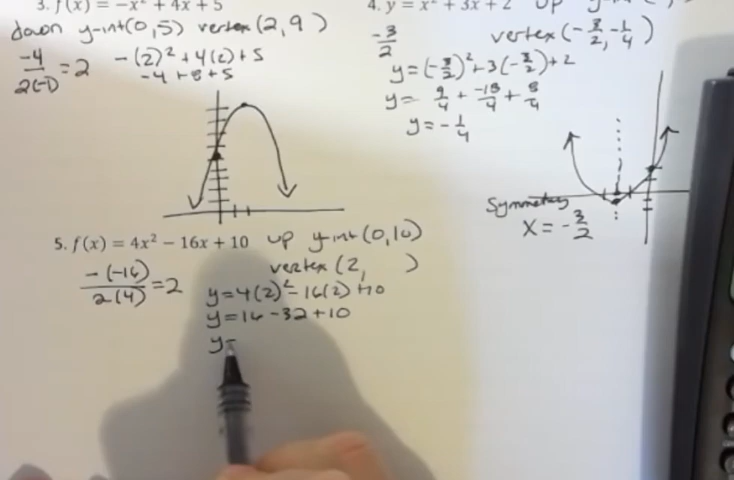 3. f(x) = −x² + 4x + 5
down y-int(0,5) vertex(2,9)
-4/2(-1) = 2
-(2)²+4(2)+5
-4+8+5
4. y = x² + 3x + 2 up y-int(
-3/2
vertex(-3/2,-1/4)
y=(-3/2)²+3(-3/2)+2
y= 9/4 + -18/4 + 8/4
y=-1/4
Symmetry
x=-3/2
5. f(x) = 4x² − 16x + 10 up y-int(0,10)
-(-16)/2(4) = 2
vertex(2, )
y=4(2)²-16(2)+10
y=16-32+10
y=